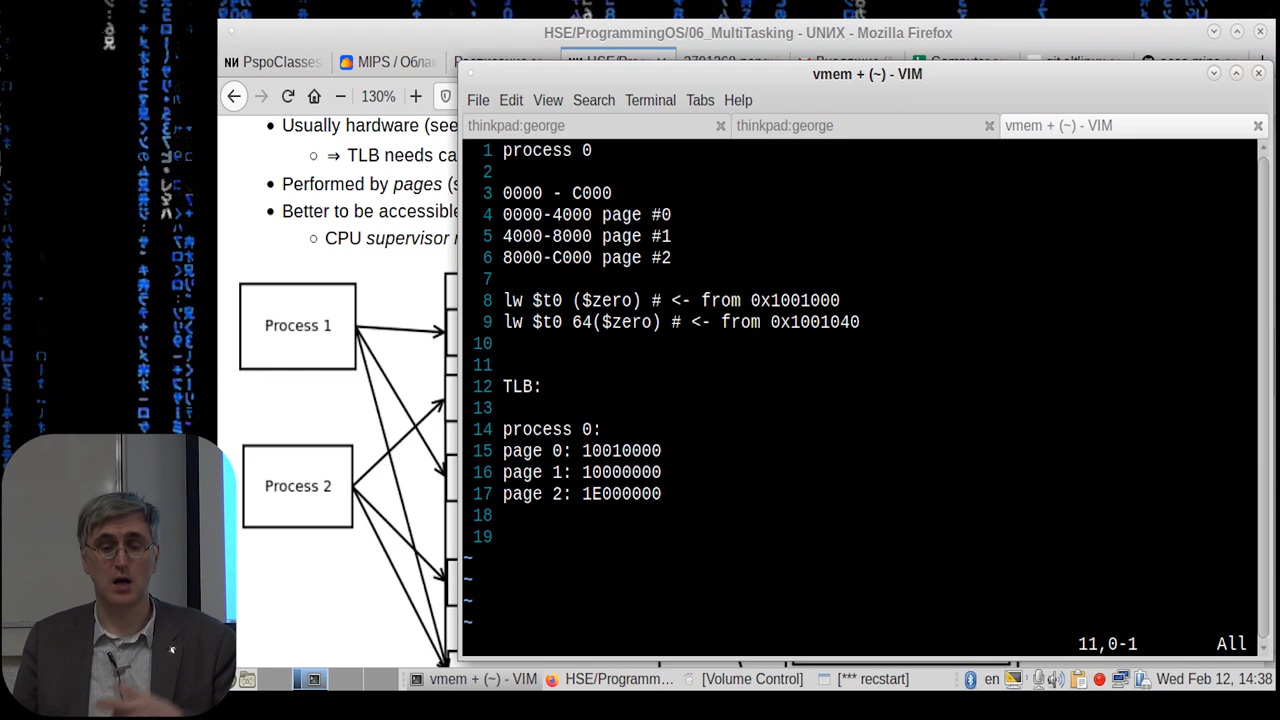 HSE/ProgrammingOS/06_MultiTasking - UNИX - Mozilla Firefox
ИИ PspoClasses
MIPS / Обла
130%
vmem + (~) - VIM
File Edit View Search Terminal Tabs Help
thinkpad:george
thinkpad:george
vmem + (~) - VIM
Usually hardware (see
⇒ TLB needs ca
Performed by pages (s
Better to be accessible
CPU supervisor
Process 1
Process 2
1 process 0
2
3 0000 - C000
4 0000-4000 page #0
5 4000-8000 page #1
6 8000-C000 page #2
7
8 lw $t0 ($zero) # <- from 0x1001000
9 lw $t0 64($zero) # <- from 0x1001040
10
11
12 TLB:
13
14 process 0:
15 page 0: 10010000
16 page 1: 10000000
17 page 2: 1E000000
18
19
~
~
~
~
11,0-1 All
vmem + (~) - VIM
HSE/Programm...
[Volume Control]
[*** recstart]
en
Wed Feb 12, 14:38